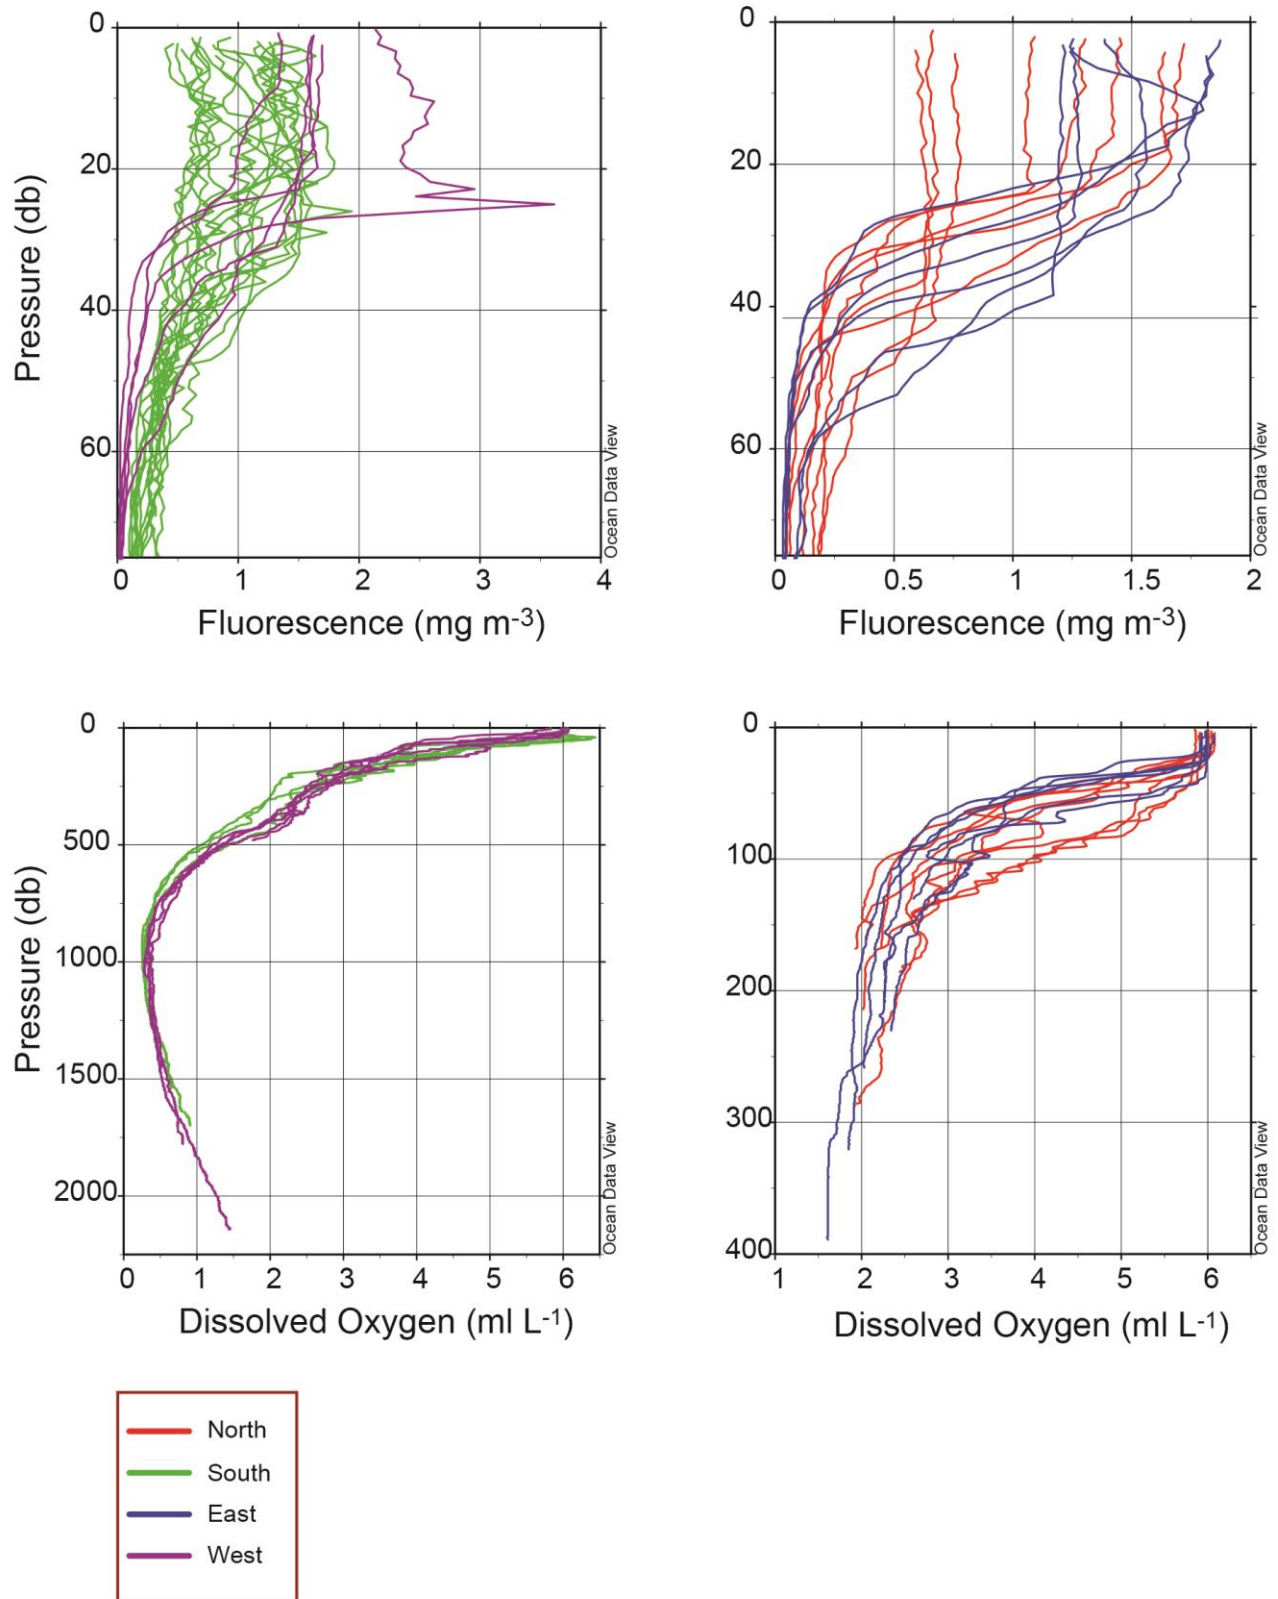 0
20
40
60
Pressure (db)
0 1 2 3 4
Fluorescence (mg m-3)
Ocean Data View
0
20
40
60
0 0.5 1 1.5 2
Fluorescence (mg m-3)
Ocean Data View
0
500
1000
1500
2000
Pressure (db)
0 1 2 3 4 5 6
Dissolved Oxygen (ml L-1)
Ocean Data View
0
100
200
300
400
1 2 3 4 5 6
Dissolved Oxygen (ml L-1)
Ocean Data View
North
South
East
West